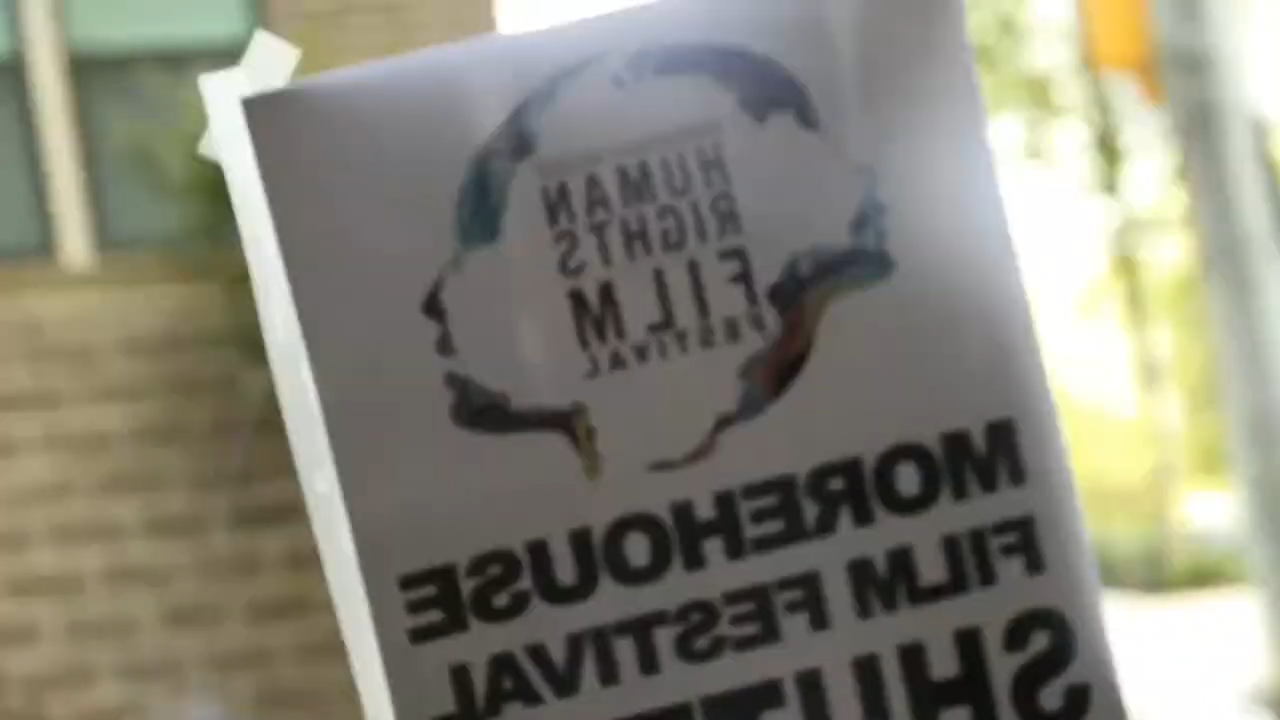 HUMAN
RIGHTS
FILM
FESTIVAL
MOREHOUSE
FILM FESTIVAL